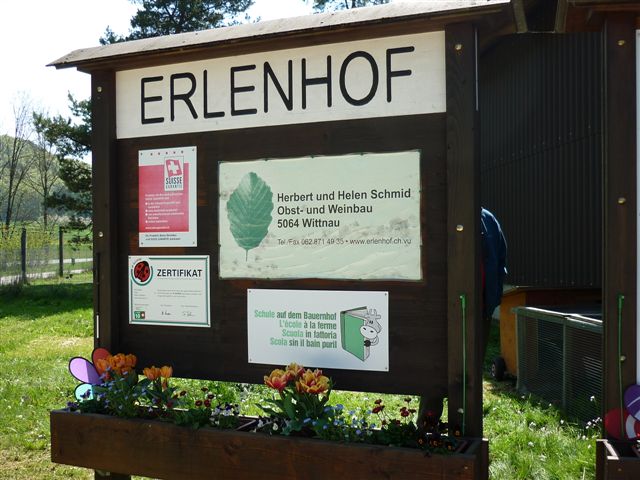 ERLENHOF
SUISSE
GARANTIE
Herbert und Helen Schmid
Obst- und Weinbau
5064 Wittnau
Tel./Fax 062 871 49 35 • www.erlenhof.ch.vu
ZERTIFIKAT
Schule auf dem Bauernhof
L'école à la ferme
Scuola in fattoria
Scola sin il bain puril